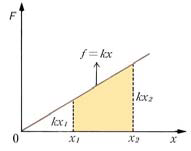 F
f = kx
kx₂
kx₁
0
x₁
x₂
x